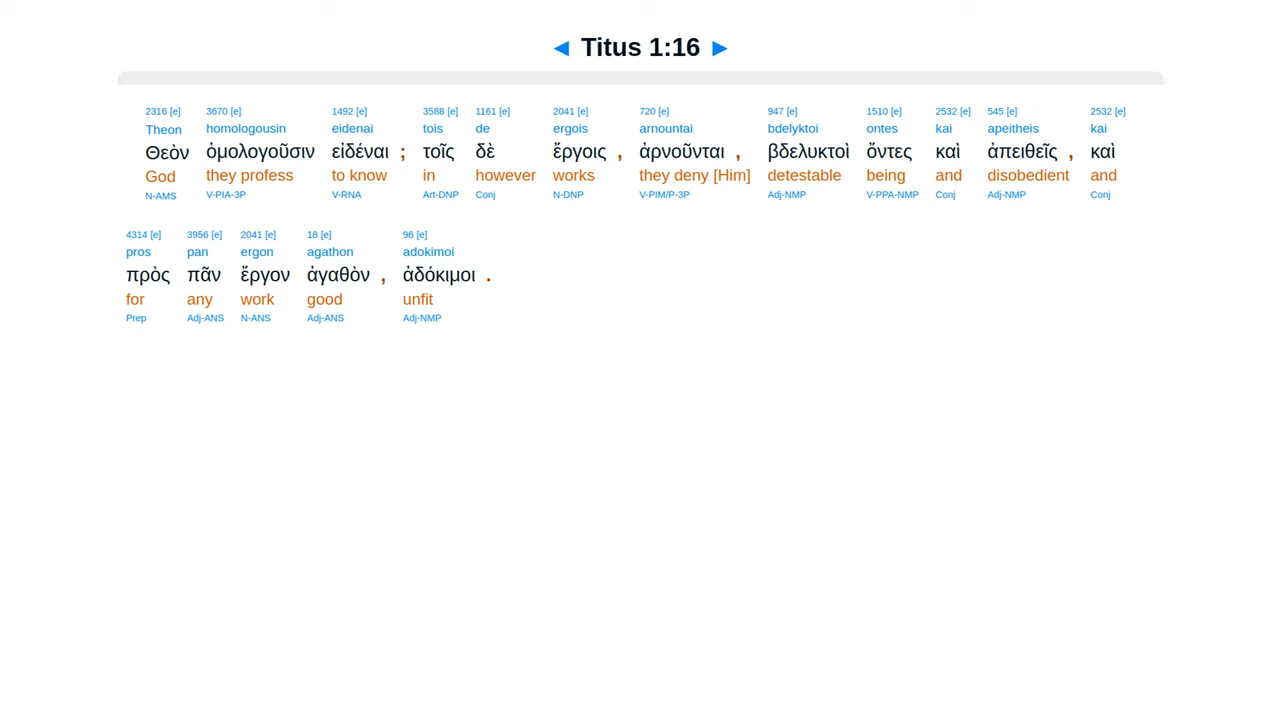 ◄ Titus 1:16 ►
2316 [e] 3670 [e] 1492 [e] 3588 [e] 1161 [e] 2041 [e] 720 [e] 947 [e] 1510 [e] 2532 [e] 545 [e] 2532 [e]
Theon homologousin eidenai tois de ergois arnountai bdelyktoi ontes kai apeitheis kai
Θεὸν ὁμολογοῦσιν εἰδέναι ; τοῖς δὲ ἔργοις , ἀρνοῦνται , βδελυκτοὶ ὄντες καὶ ἀπειθεῖς , καὶ
God they profess to know in however works they deny [Him] detestable being and disobedient and
N-AMS V-PIA-3P V-RNA Art-DNP Conj N-DNP V-PIM/P-3P Adj-NMP V-PPA-NMP Conj Adj-NMP Conj
4314 [e] 3956 [e] 2041 [e] 18 [e] 96 [e]
pros pan ergon agathon adokimoi
πρὸς πᾶν ἔργον ἀγαθὸν , ἀδόκιμοι .
for any work good unfit
Prep Adj-ANS N-ANS Adj-ANS Adj-NMP